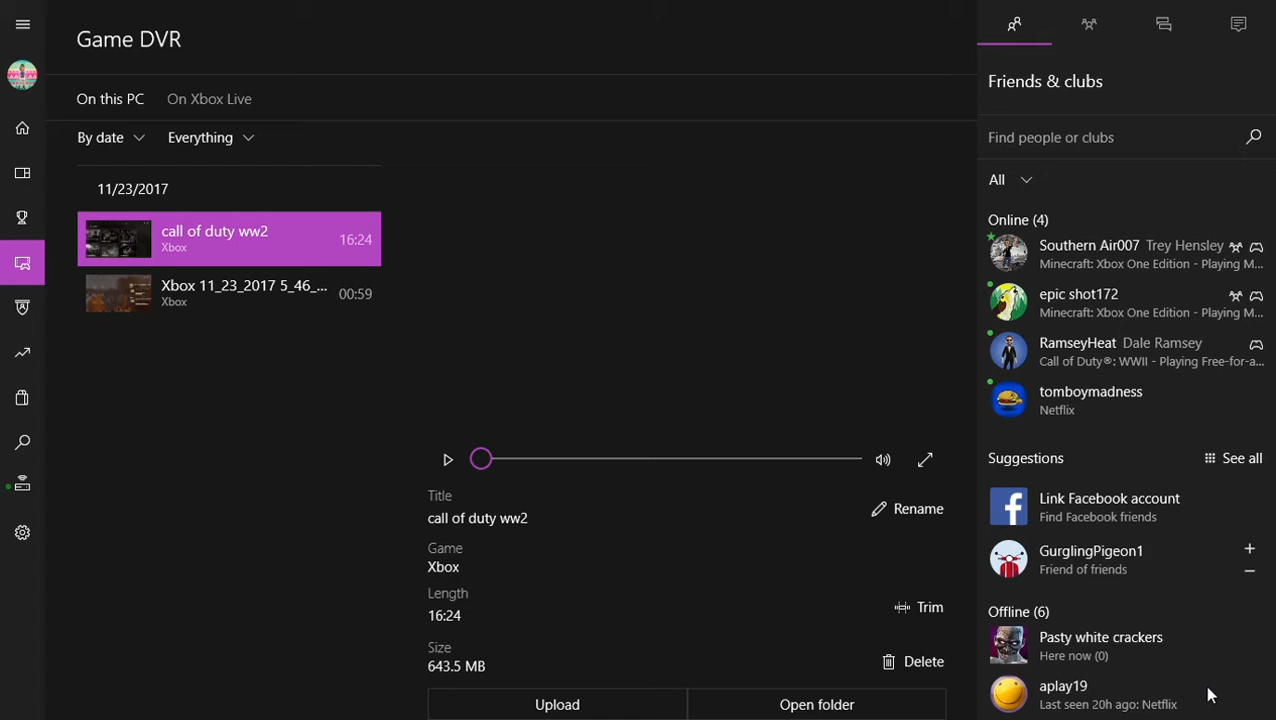 Game DVR
On this PC
On Xbox Live
By date
Everything
11/23/2017
call of duty ww2
Xbox
16:24
Xbox 11_23_2017 5_46_...
Xbox
00:59
Title
call of duty ww2
Rename
Game
Xbox
Length
16:24
Trim
Size
643.5 MB
Delete
Upload
Open folder
Friends & clubs
Find people or clubs
All
Online (4)
Southern Air007 Trey Hensley
Minecraft: Xbox One Edition - Playing M...
epic shot172
Minecraft: Xbox One Edition - Playing M...
RamseyHeat Dale Ramsey
Call of Duty®: WWII - Playing Free-for-a...
tomboymadness
Netflix
Suggestions
See all
Link Facebook account
Find Facebook friends
GurglingPigeon1
Friend of friends
Offline (6)
Pasty white crackers
Here now (0)
aplay19
Last seen 20h ago: Netflix